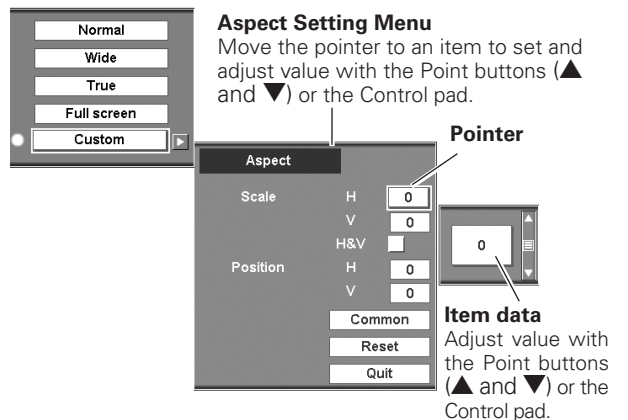 Normal
Wide
True
Full screen
Custom
Aspect Setting Menu
Move the pointer to an item to set and
adjust value with the Point buttons (▲
and ▼) or the Control pad.
Pointer
Aspect
Scale H 0
V 0
H&V
Position H 0
V 0
Common
Reset
Quit
0
Item data
Adjust value with
the Point buttons
(▲ and ▼) or the
Control pad.